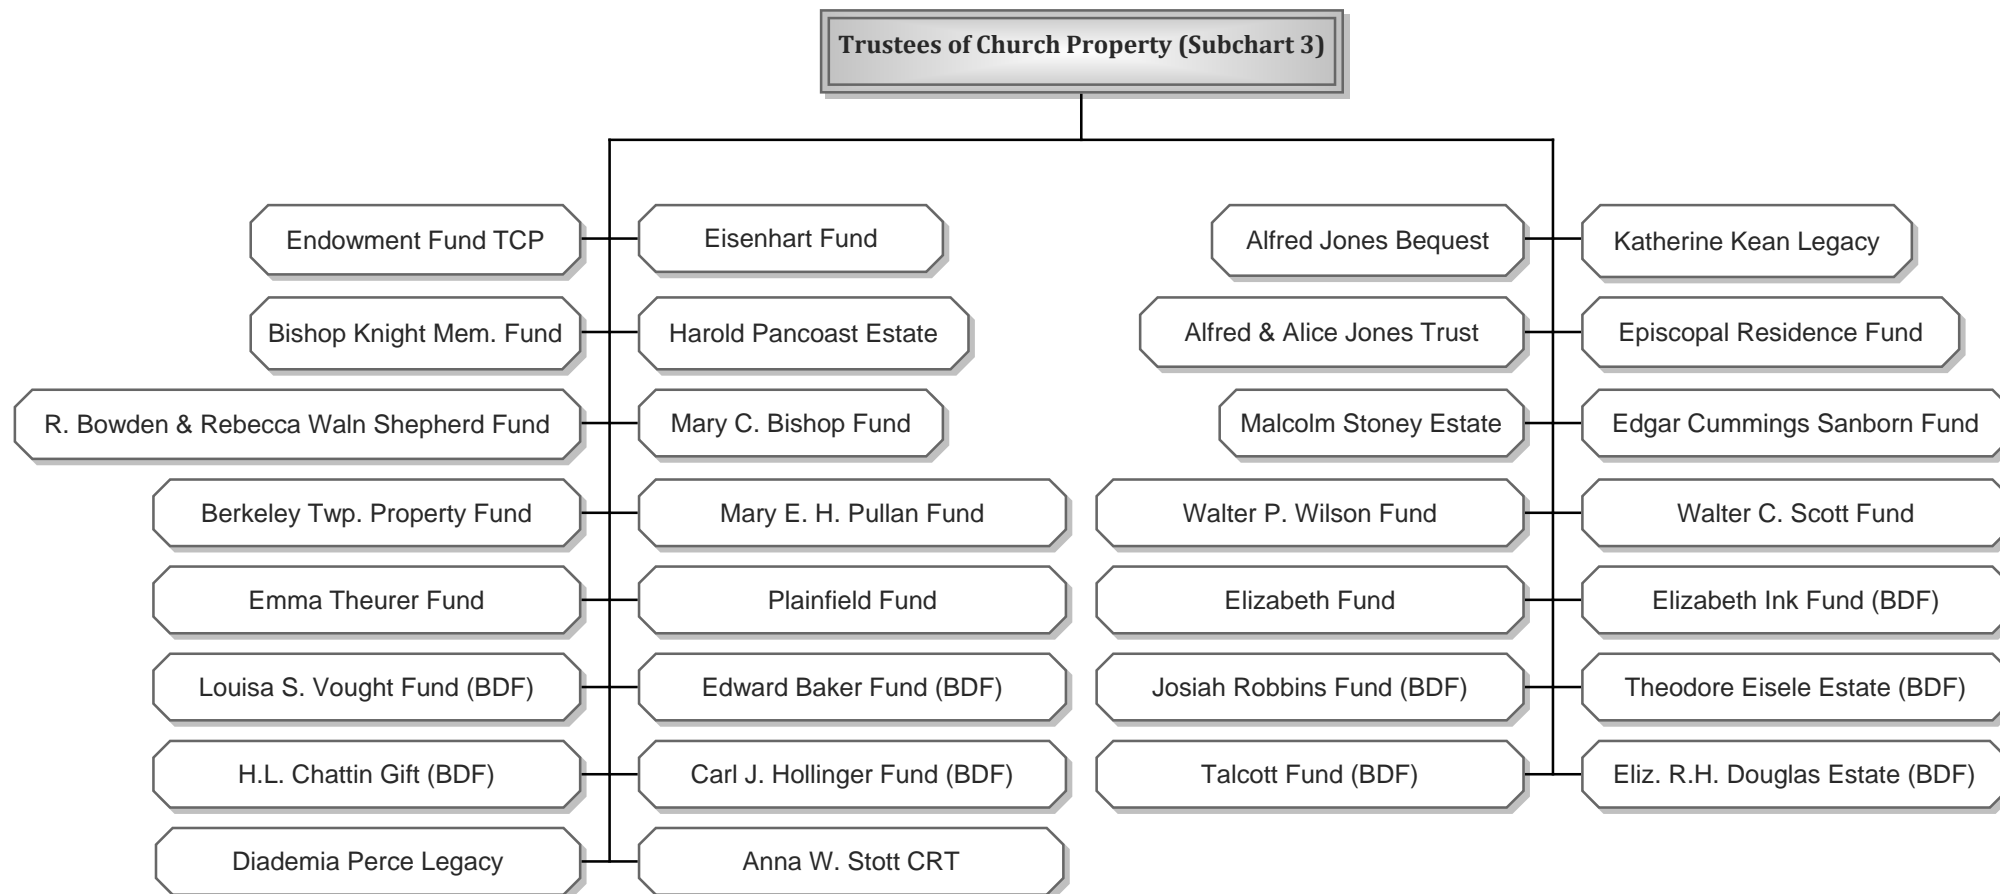 Trustees of Church Property (Subchart 3)
Endowment Fund TCP
Eisenhart Fund
Alfred Jones Bequest
Katherine Kean Legacy
Bishop Knight Mem. Fund
Harold Pancoast Estate
Alfred & Alice Jones Trust
Episcopal Residence Fund
R. Bowden & Rebecca Waln Shepherd Fund
Mary C. Bishop Fund
Malcolm Stoney Estate
Edgar Cummings Sanborn Fund
Berkeley Twp. Property Fund
Mary E. H. Pullan Fund
Walter P. Wilson Fund
Walter C. Scott Fund
Emma Theurer Fund
Plainfield Fund
Elizabeth Fund
Elizabeth Ink Fund (BDF)
Louisa S. Vought Fund (BDF)
Edward Baker Fund (BDF)
Josiah Robbins Fund (BDF)
Theodore Eisele Estate (BDF)
H.L. Chattin Gift (BDF)
Carl J. Hollinger Fund (BDF)
Talcott Fund (BDF)
Eliz. R.H. Douglas Estate (BDF)
Diademia Perce Legacy
Anna W. Stott CRT